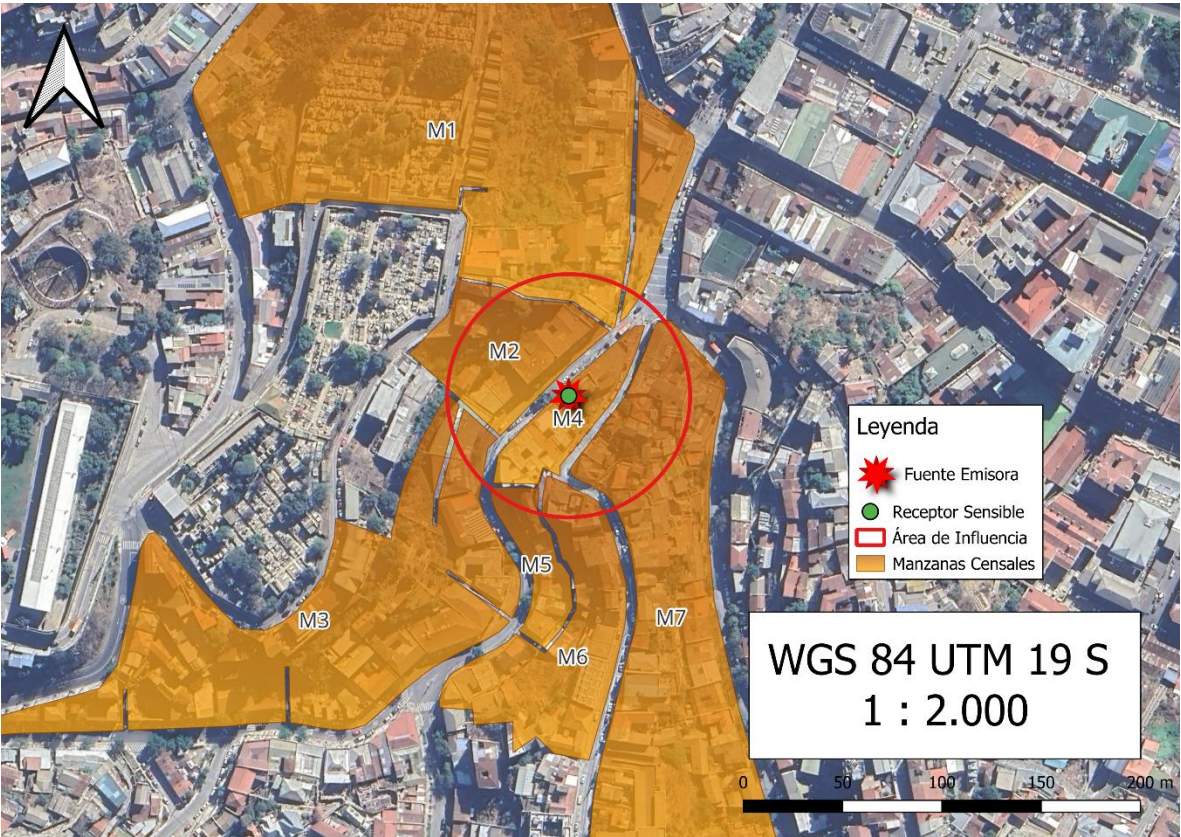 M1
M2
M4
Leyenda
Fuente Emisora
Receptor Sensible
Área de Influencia
Manzanas Censales
M5
M3
M7
M6
WGS 84 UTM 19 S
1 : 2.000
0 50 100 150 200 m